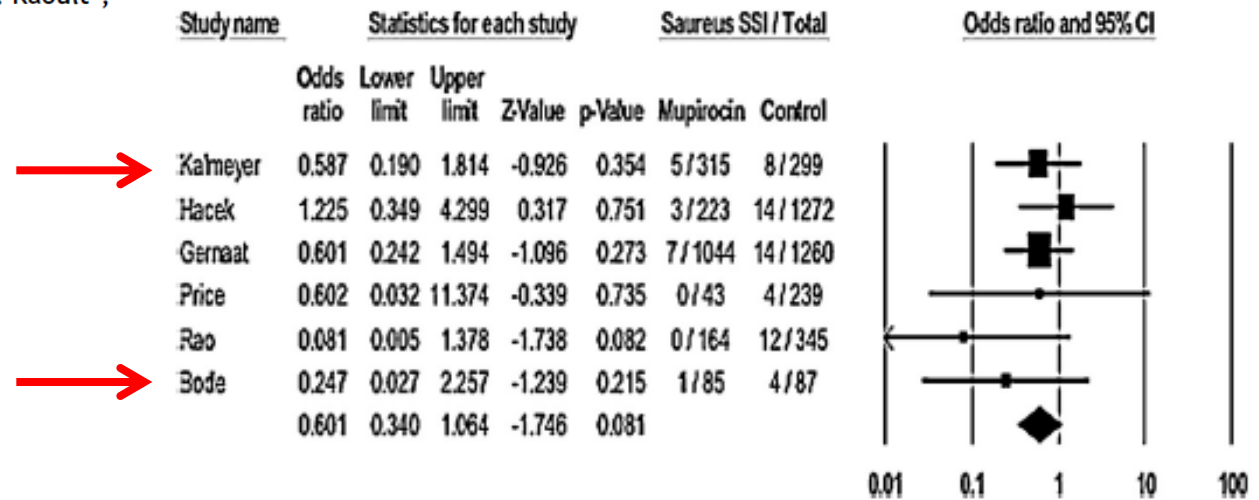 Raoult ,
Study name Statistics for each study Saureus SSI / Total Odds ratio and 95% CI
Odds Lower Upper
ratio limit limit Z-Value p-Value Mupirocin Control
Kalmeyer 0.587 0.190 1.814 -0.926 0.354 5 / 315 8 / 299
Hacek 1.225 0.349 4.299 0.317 0.751 3 / 223 14 / 1272
Gernaat 0.601 0.242 1.494 -1.096 0.273 7 / 1044 14 / 1260
Price 0.602 0.032 11.374 -0.339 0.735 0 / 43 4 / 239
Rao 0.081 0.005 1.378 -1.738 0.082 0 / 164 12 / 345
Bode 0.247 0.027 2.257 -1.239 0.215 1 / 85 4 / 87
0.601 0.340 1.064 -1.746 0.081
0.01 0.1 1 10 100